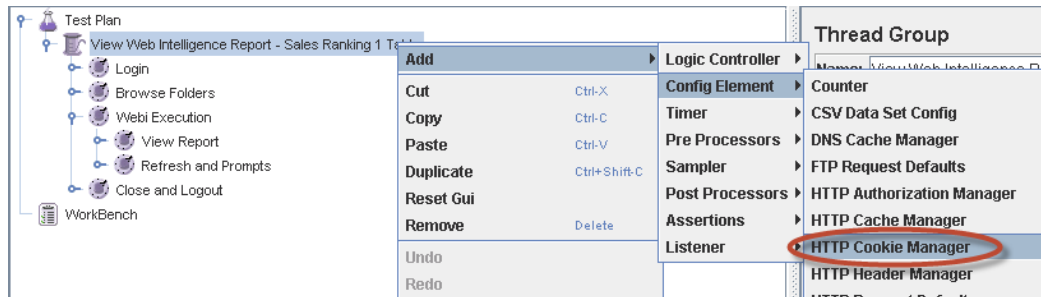 Test Plan
View Web Intelligence Report - Sales Ranking 1
Login
Browse Folders
Webi Execution
View Report
Refresh and Prompts
Close and Logout
WorkBench
Add
Cut Ctrl-X
Copy Ctrl-C
Paste Ctrl-V
Duplicate Ctrl+Shift-C
Reset Gui
Remove Delete
Undo
Redo
Logic Controller
Config Element
Timer
Pre Processors
Sampler
Post Processors
Assertions
Listener
Thread Group
Name: View Web Intelligence
Counter
CSV Data Set Config
DNS Cache Manager
FTP Request Defaults
HTTP Authorization Manager
HTTP Cache Manager
HTTP Cookie Manager
HTTP Header Manager